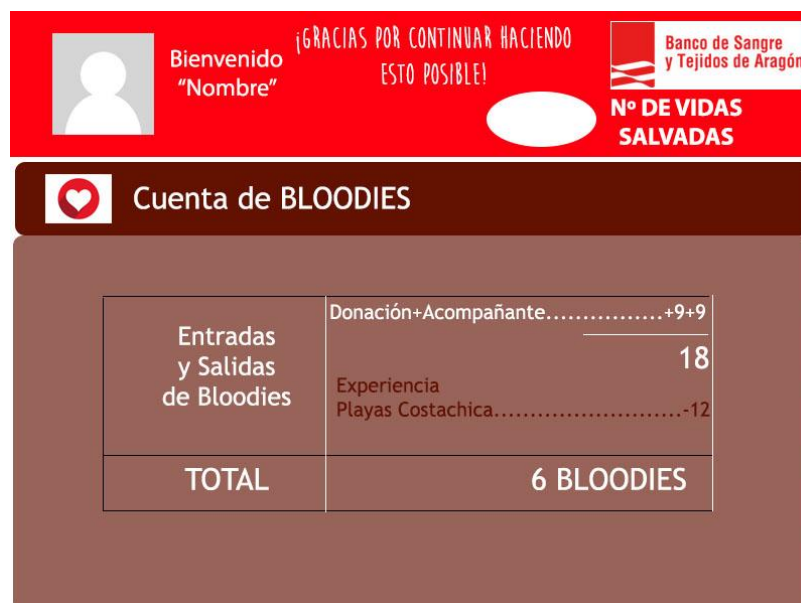 Bienvenido
“Nombre”
¡GRACIAS POR CONTINUAR HACIENDO
ESTO POSIBLE!
Banco de Sangre
y Tejidos de Aragón
Nº DE VIDAS
SALVADAS
Cuenta de BLOODIES
Entradas
y Salidas
de Bloodies
Donación+Acompañante................+9+9
18
Experiencia
Playas Costachica..........................-12
TOTAL
6 BLOODIES